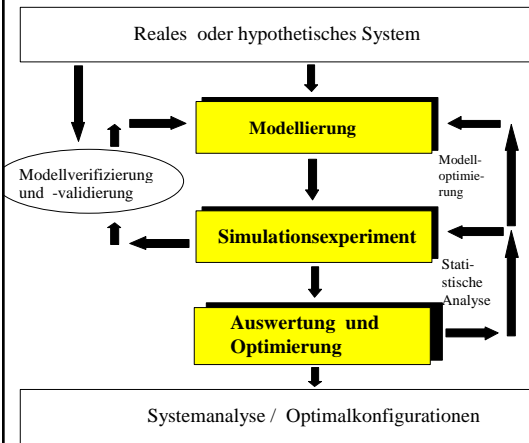 Reales oder hypothetisches System
Modellierung
Modellverifizierung
und -validierung
Modell-
optimie-
rung
Simulationsexperiment
Stati-
stische
Analyse
Auswertung und
Optimierung
Systemanalyse / Optimalkonfigurationen